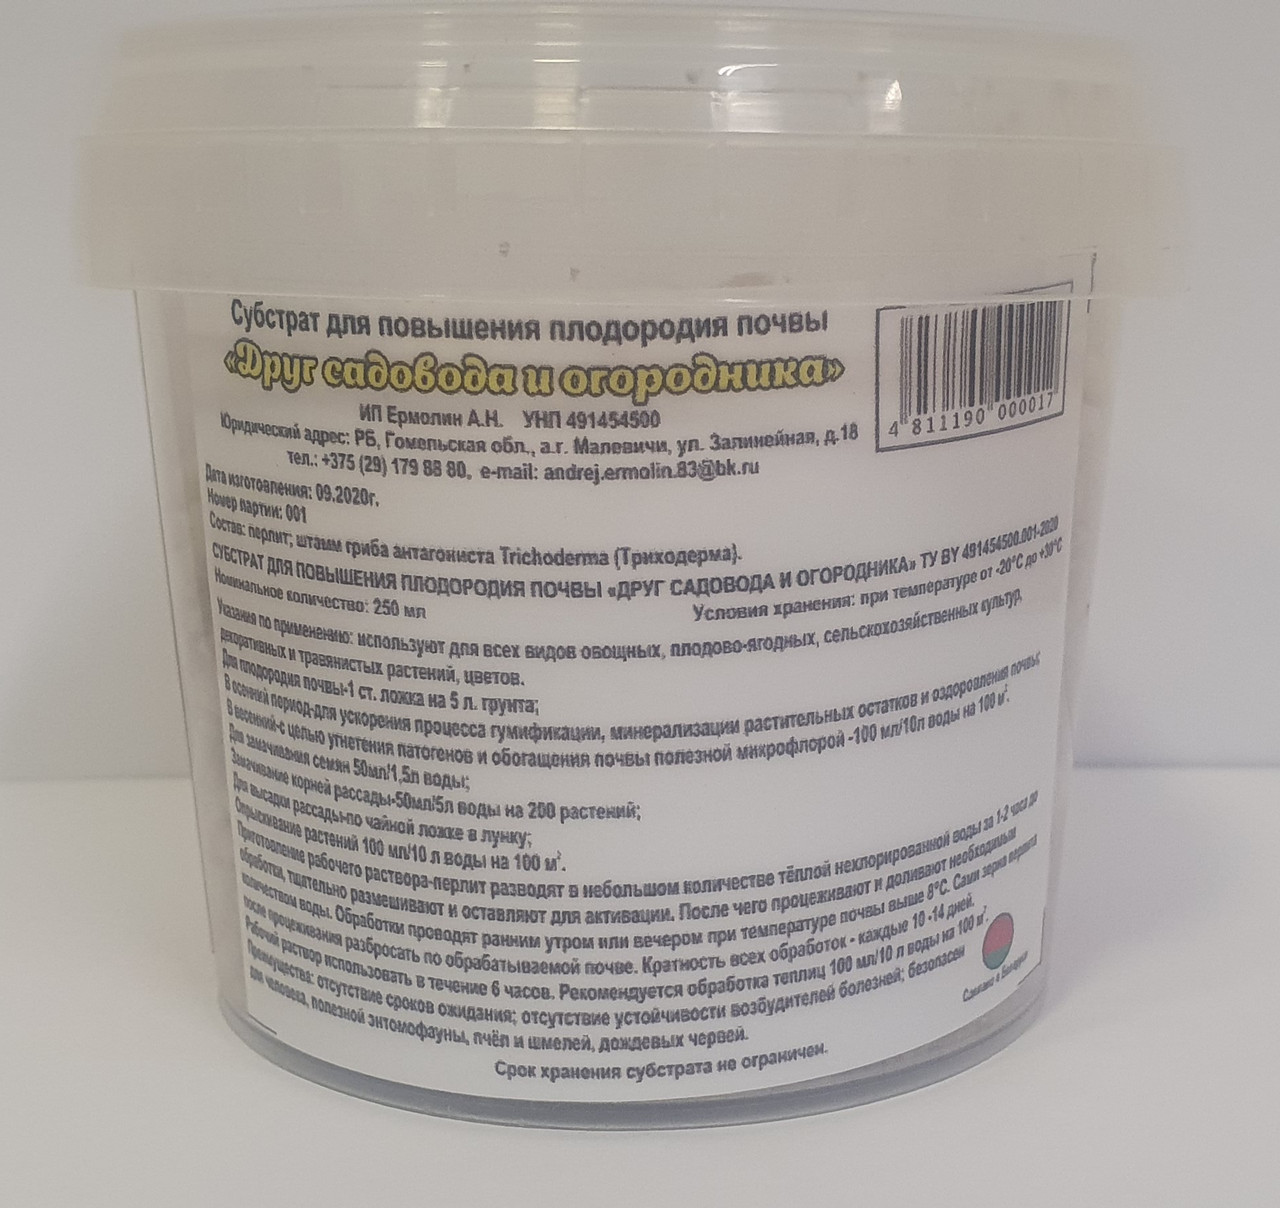 Субстрат для повышения плодородия почвы
«Друг садовода и огородника»
ИП Ермолин А.Н. УНП 491454500
Юридический адрес: РБ, Гомельская обл., а.г. Малевичи, ул. Залинейная, д.18
тел.: +375 (29) 179 88 80, e-mail: andrej.ermolin.83@bk.ru
4 811190 000017
Дата изготовления: 09.2020г.
Номер партии: 001
Состав: перлит; штамм гриба антагониста Trichoderma (Триходерма).
СУБСТРАТ ДЛЯ ПОВЫШЕНИЯ ПЛОДОРОДИЯ ПОЧВЫ «ДРУГ САДОВОДА И ОГОРОДНИКА» ТУ BY 491454500.001-2020
Номинальное количество: 250 мл Условия хранения: при температуре от -20°С до +30°С
Указания по применению: используют для всех видов овощных, плодово-ягодных, сельскохозяйственных культур,
декоративных и травянистых растений, цветов.
Для плодородия почвы-1 ст. ложка на 5 л. грунта;
В осенний период-для ускорения процесса гумификации, минерализации растительных остатков и оздоровления почвы;
В весенний-с целью угнетения патогенов и обогащения почвы полезной микрофлорой -100 мл/10л воды на 100 м².
Для замачивания семян 50мл/1,5л воды;
Замачивание корней рассады-50мл/5л воды на 200 растений;
Для высадки рассады-по чайной ложке в лунку;
Опрыскивание растений 100 мл/10 л воды на 100 м².
Приготовление рабочего раствора-перлит разводят в небольшом количестве тёплой нехлорированной воды за 1-2 часа до
обработки, тщательно размешивают и оставляют для активации. После чего процеживают и доливают необходимым
количеством воды. Обработки проводят ранним утром или вечером при температуре почвы выше 8°С. Сами зерна перлита
после процеживания разбросать по обрабатываемой почве. Кратность всех обработок - каждые 10 -14 дней.
Рабочий раствор использовать в течение 6 часов. Рекомендуется обработка теплиц 100 мл/10 л воды на 100 м².
Преимущества: отсутствие сроков ожидания; отсутствие устойчивости возбудителей болезней; безопасен
для человека, полезной энтомофауны, пчёл и шмелей, дождевых червей.
Сделано в Беларуси
Срок хранения субстрата не ограничен.